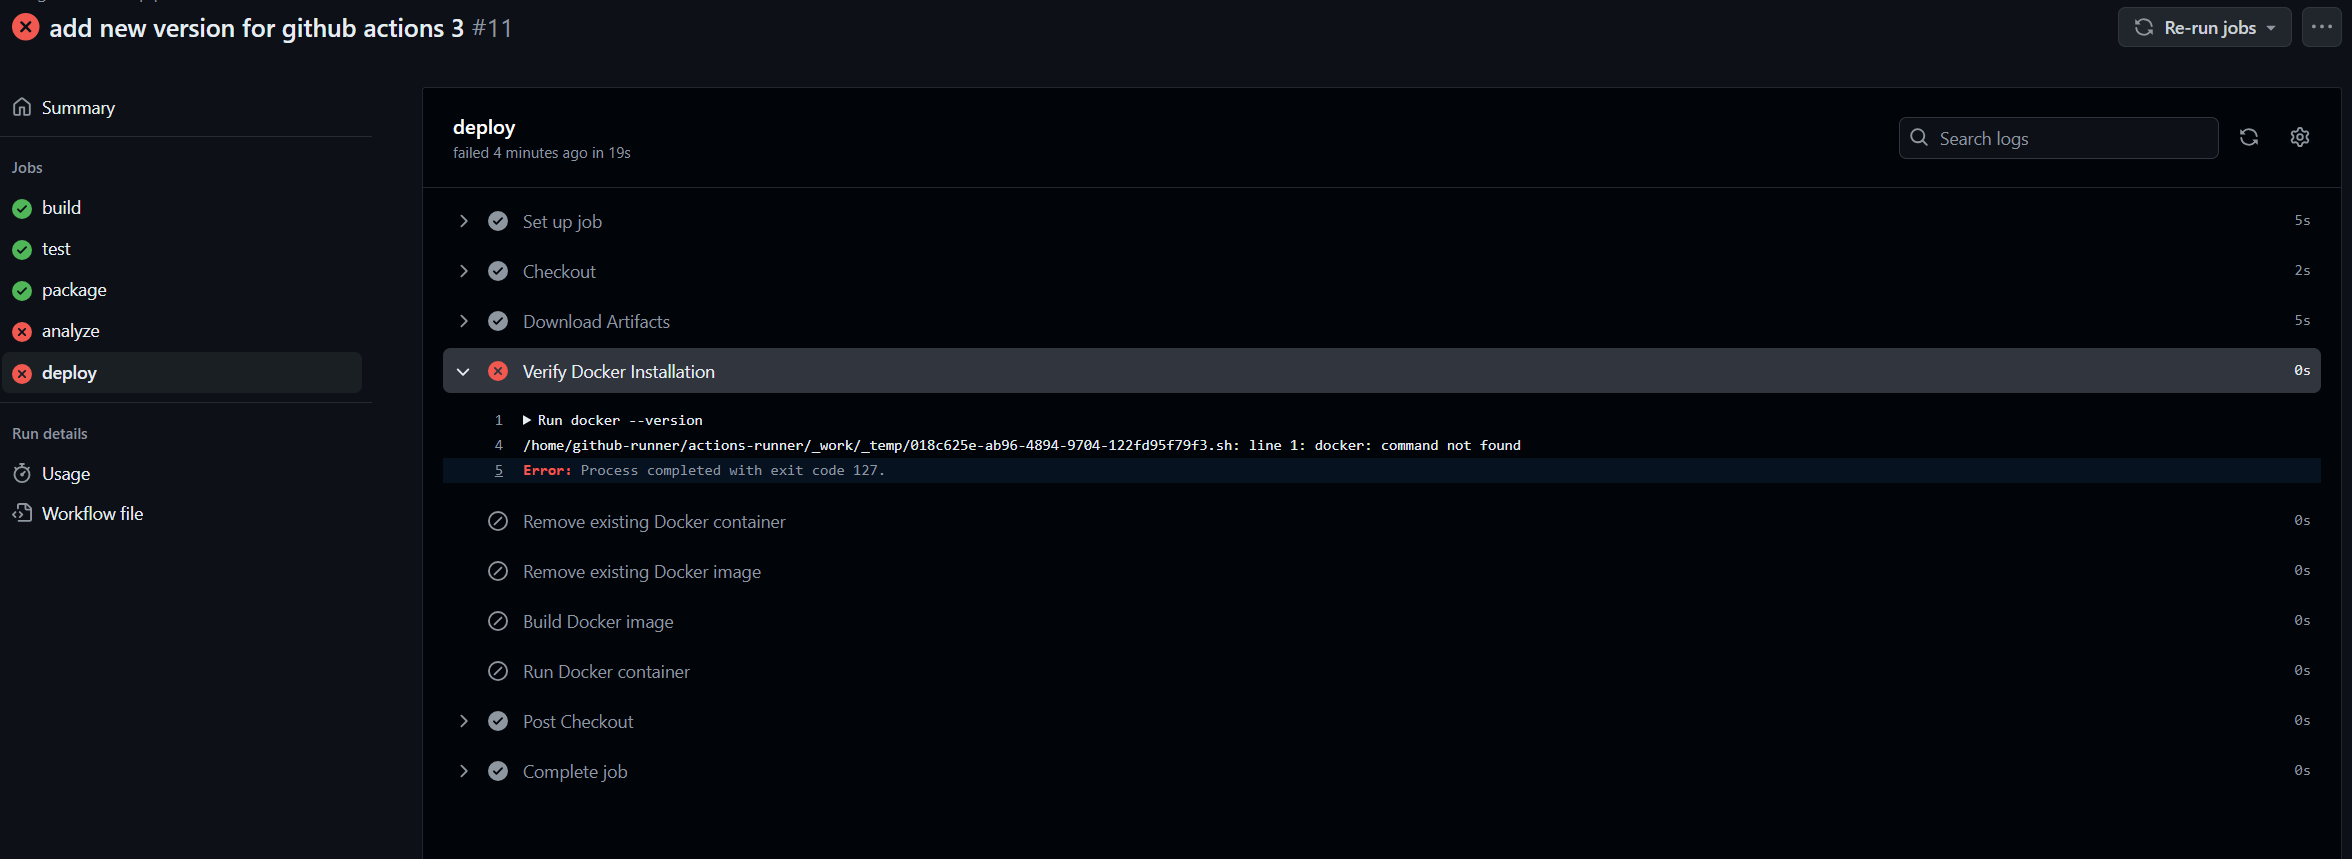 add new version for github actions 3 #11
Re-run jobs
Summary
Jobs
build
test
package
analyze
deploy
Run details
Usage
Workflow file
deploy
failed 4 minutes ago in 19s
Search logs
Set up job 5s
Checkout 2s
Download Artifacts 5s
Verify Docker Installation 0s
1 Run docker --version
4 /home/github-runner/actions-runner/_work/_temp/018c625e-ab96-4894-9704-122fd95f79f3.sh: line 1: docker: command not found
5 Error: Process completed with exit code 127.
Remove existing Docker container 0s
Remove existing Docker image 0s
Build Docker image 0s
Run Docker container 0s
Post Checkout 0s
Complete job 0s